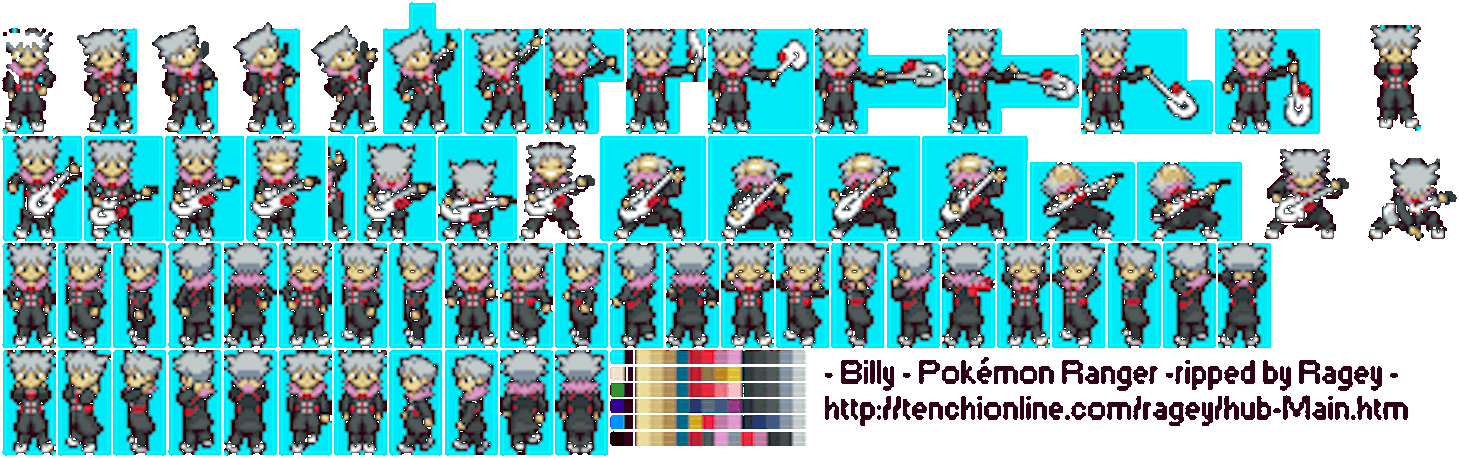 - Billy - Pokémon Ranger -ripped by Ragey -
http://tenchionline.com/ragey/hub-Main.htm